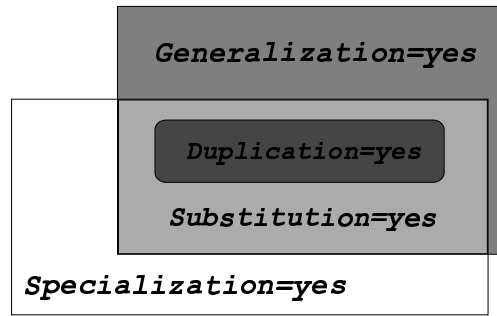 Generalization=yes
Duplication=yes
Substitution=yes
Specialization=yes